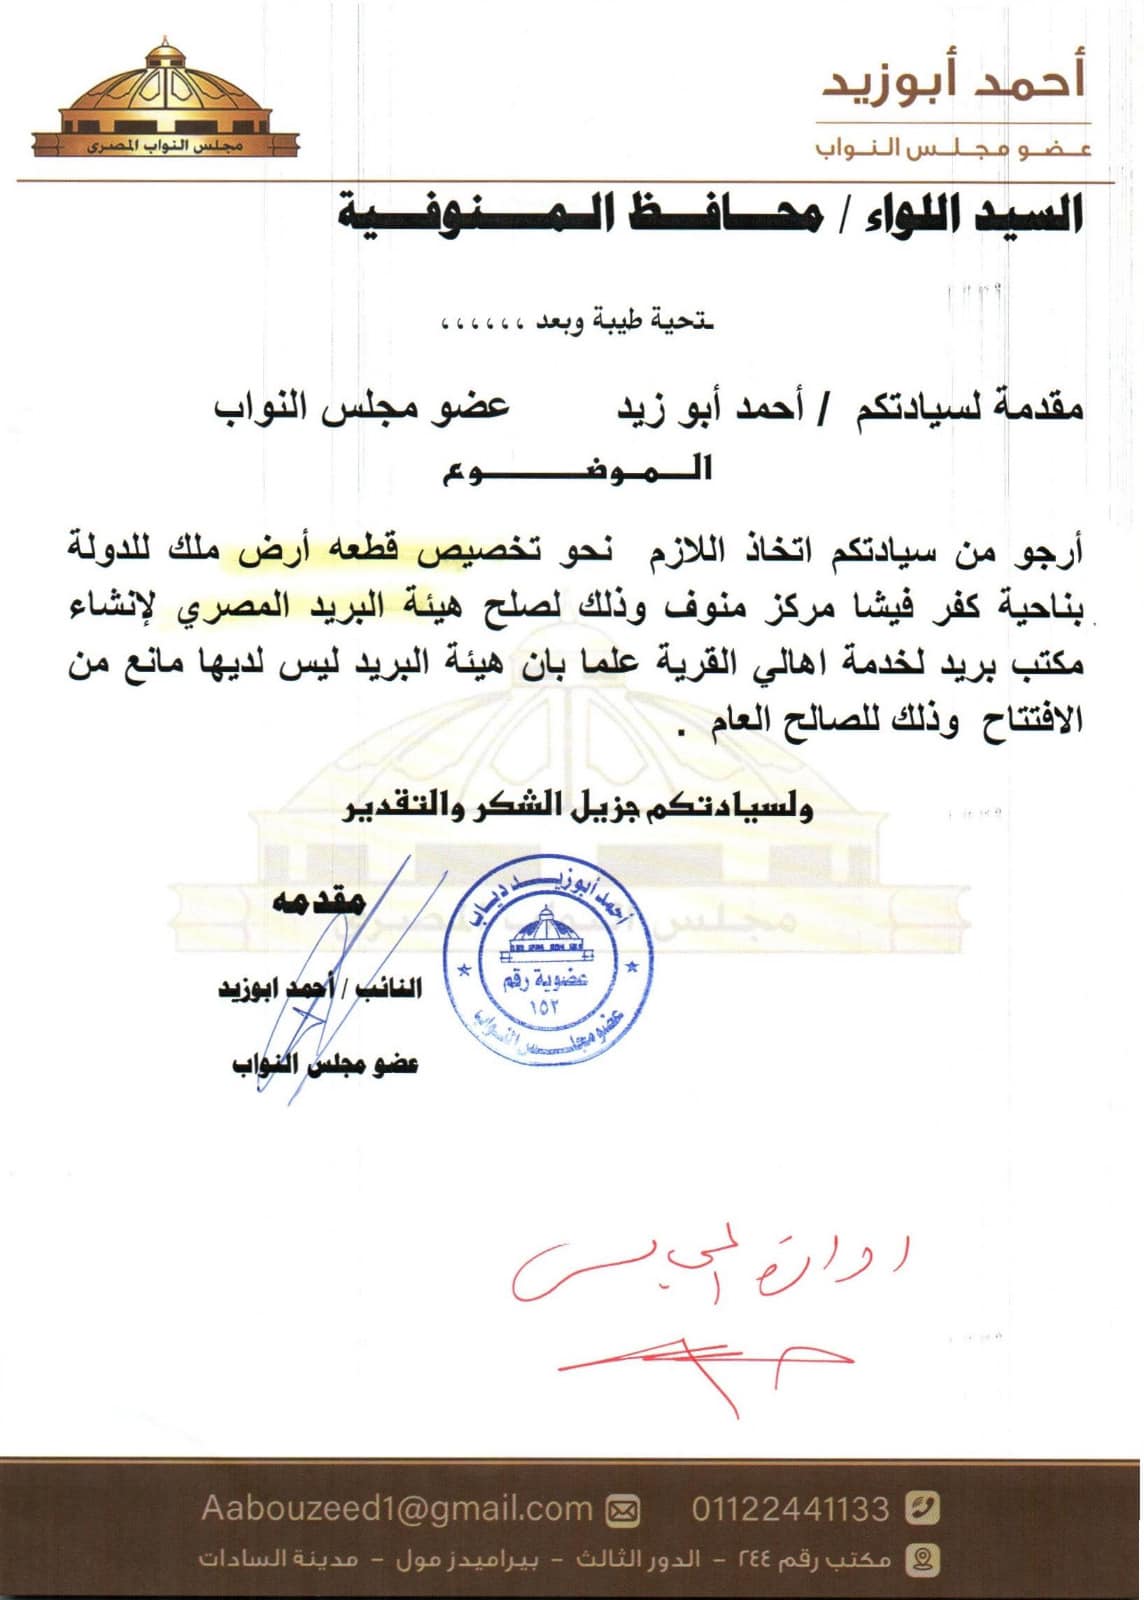 أحمد أبوزيد
عضو مجلس النواب
مجلس النواب المصرى
السيد اللواء / محافظ المنوفية
تحية طيبة وبعد ،،،،،،
مقدمة لسيادتكم / أحمد أبو زيد عضو مجلس النواب
الموضوع
أرجو من سيادتكم اتخاذ اللازم نحو تخصيص قطعه أرض ملك للدولة
بناحية كفر فيشا مركز منوف وذلك لصلح هيئة البريد المصري لإنشاء
مكتب بريد لخدمة اهالي القرية علما بان هيئة البريد ليس لديها مانع من
الافتتاح وذلك للصالح العام .
ولسيادتكم جزيل الشكر والتقدير
مقدمه
النائب / أحمد ابوزيد
عضو مجلس النواب
أحمد أبوزيد دياب
عضوية رقم
١٥٢
عضو مجلس النواب
مجلس النواب المصرى
ادارة المجالس
01122441133
Aabouzeed1@gmail.com
مكتب رقم ٢٤٤ - الدور الثالث - بيراميدز مول - مدينة السادات